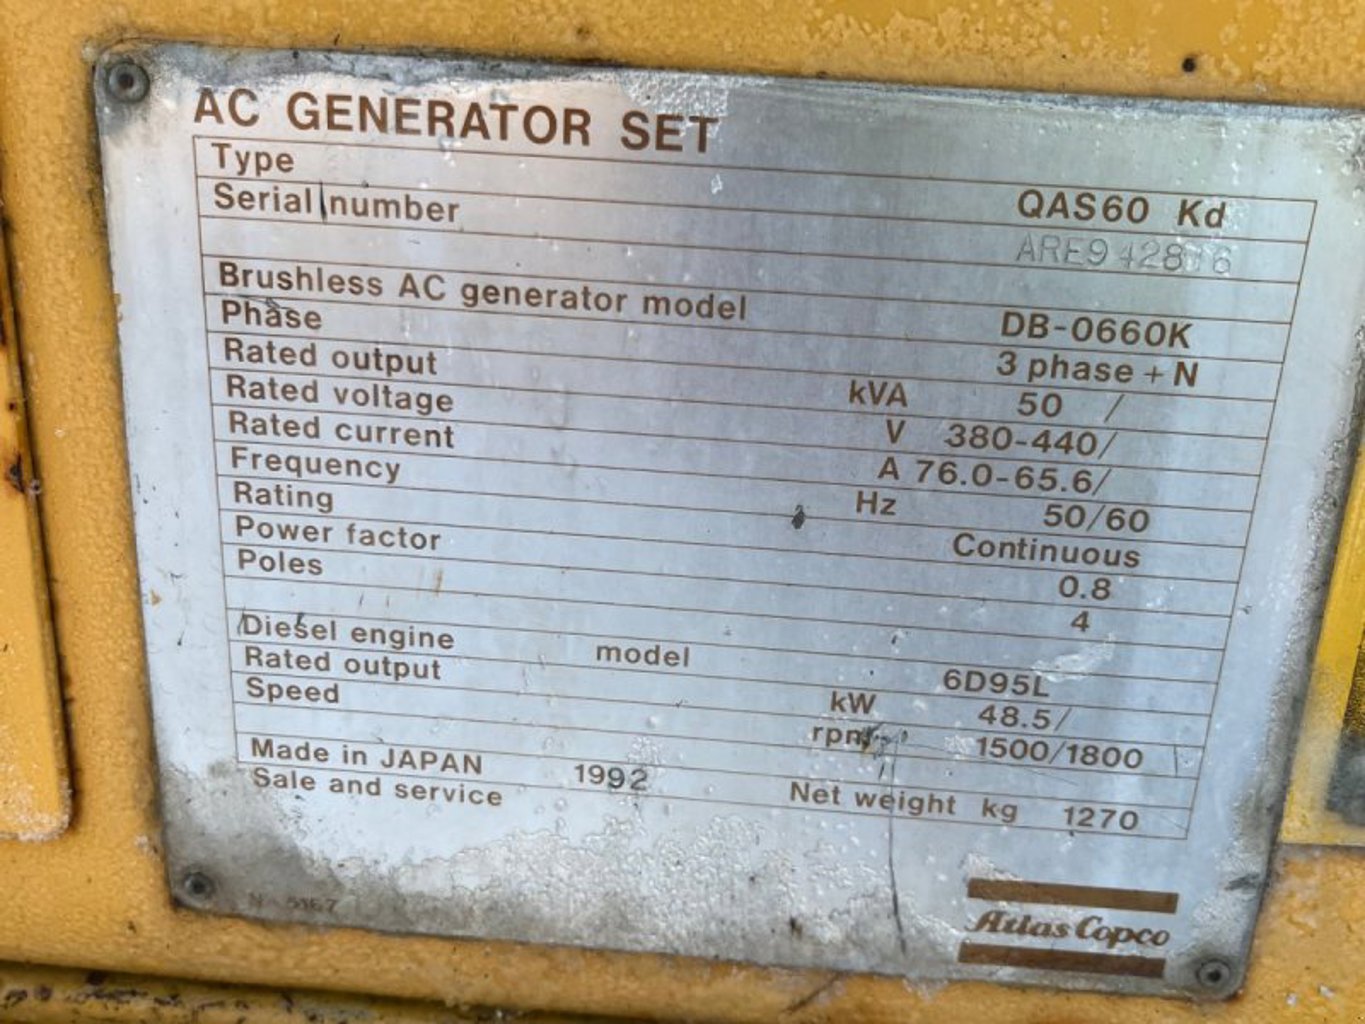 AC GENERATOR SET
Type QAS60 Kd
Serial number
Brushless AC generator model DB-0660K
Phase 3 phase + N
Rated output kVA 50 /
Rated voltage V 380-440/
Rated current A 76.0-65.6/
Frequency Hz 50/60
Rating Continuous
Power factor 0.8
Poles 4
Diesel engine model 6D95L
Rated output kW 48.5/
Speed rpm 1500/1800
Made in JAPAN 1992 Net weight kg 1270
Sale and service
Atlas Copco